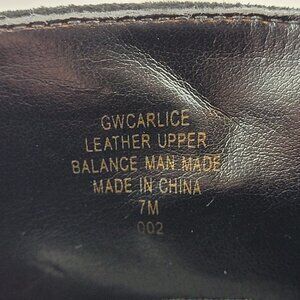 GWCARLICE
LEATHER UPPER
BALANCE MAN MADE
MADE IN CHINA
7M
002